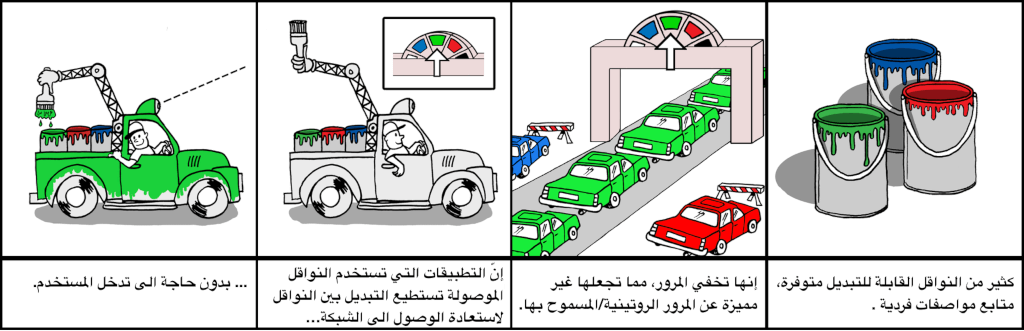 كثير من النواقل القابلة للتبديل متوفرة،
متابع مواصفات فردية .
إنها تخفي المرور، مما تجعلها غير
مميزة عن المرور الروتينية/المسموح بها.
إنّ التطبيقات التي تستخدم النواقل
الموصولة تستطيع التبديل بين النواقل
لاستعادة الوصول الى الشبكة...
... بدون حاجة الى تدخل المستخدم.